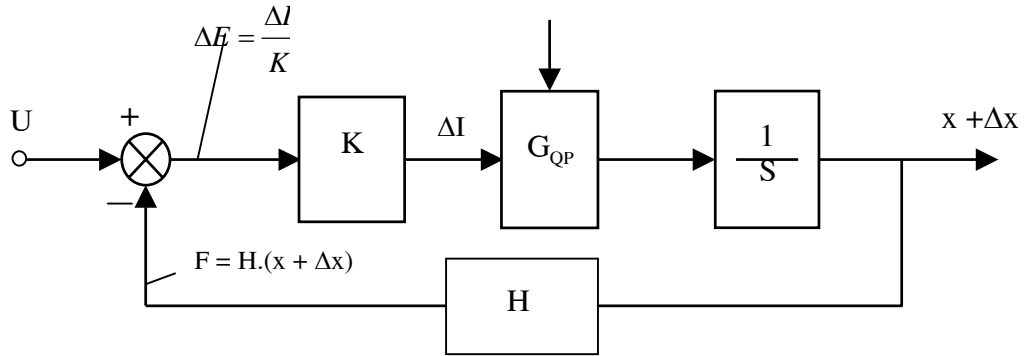 ΔE = ΔI / K
U
+
K
ΔI
G_QP
1
S
x +Δx
−
F = H.(x + Δx)
H